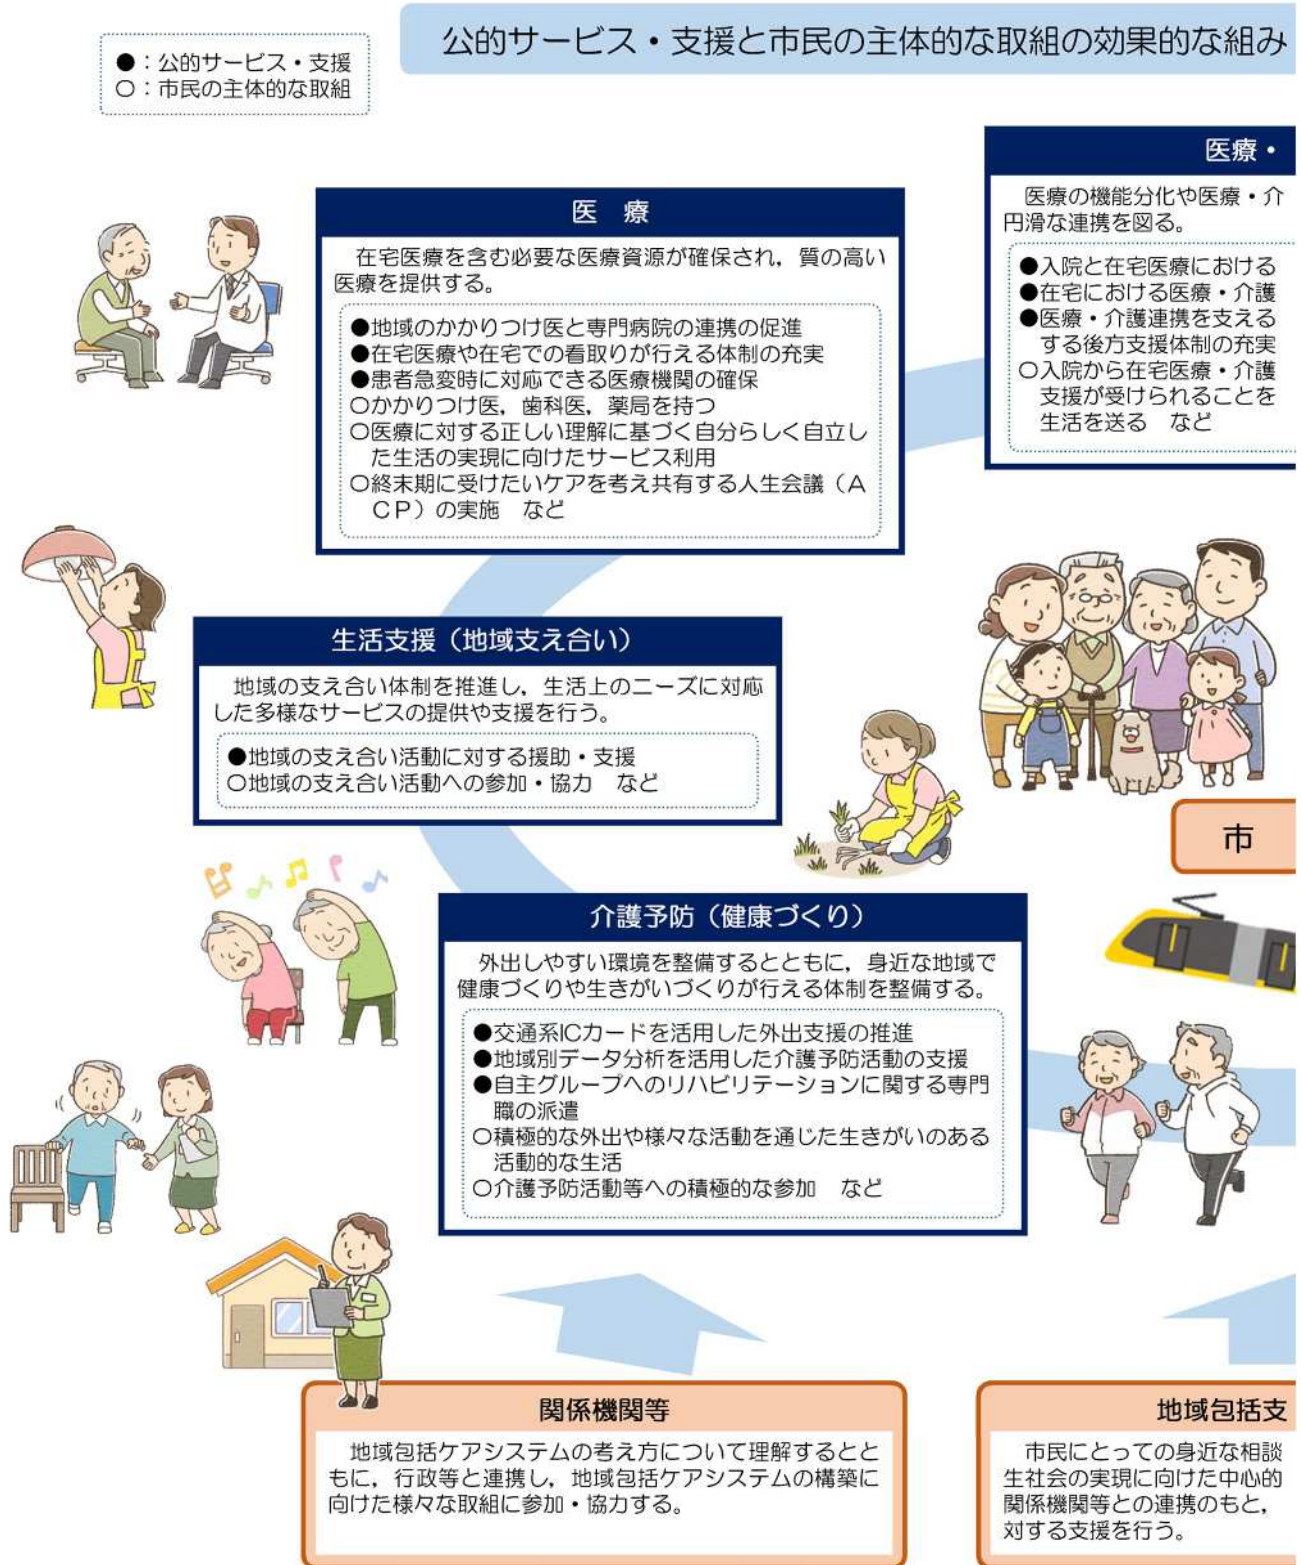 公的サービス・支援と市民の主体的な取組の効果的な組み
●：公的サービス・支援
○：市民の主体的な取組
医療・
医療の機能分化や医療・介
円滑な連携を図る。
●入院と在宅医療における
●在宅における医療・介護
●医療・介護連携を支える
する後方支援体制の充実
○入院から在宅医療・介護
支援が受けられることを
生活を送る　など
医　療
在宅医療を含む必要な医療資源が確保され，質の高い
医療を提供する。
●地域のかかりつけ医と専門病院の連携の促進
●在宅医療や在宅での看取りが行える体制の充実
●患者急変時に対応できる医療機関の確保
○かかりつけ医，歯科医，薬局を持つ
○医療に対する正しい理解に基づく自分らしく自立し
た生活の実現に向けたサービス利用
○終末期に受けたいケアを考え共有する人生会議（A
CP）の実施　など
生活支援（地域支え合い）
地域の支え合い体制を推進し，生活上のニーズに対応
した多様なサービスの提供や支援を行う。
●地域の支え合い活動に対する援助・支援
○地域の支え合い活動への参加・協力　など
市
介護予防（健康づくり）
外出しやすい環境を整備するとともに，身近な地域で
健康づくりや生きがいづくりが行える体制を整備する。
●交通系ICカードを活用した外出支援の推進
●地域別データ分析を活用した介護予防活動の支援
●自主グループへのリハビリテーションに関する専門
職の派遣
○積極的な外出や様々な活動を通じた生きがいのある
活動的な生活
○介護予防活動等への積極的な参加　など
関係機関等
地域包括ケアシステムの考え方について理解するとと
もに，行政等と連携し，地域包括ケアシステムの構築に
向けた様々な取組に参加・協力する。
地域包括支
市民にとっての身近な相談
生社会の実現に向けた中心的
関係機関等との連携のもと，
対する支援を行う。